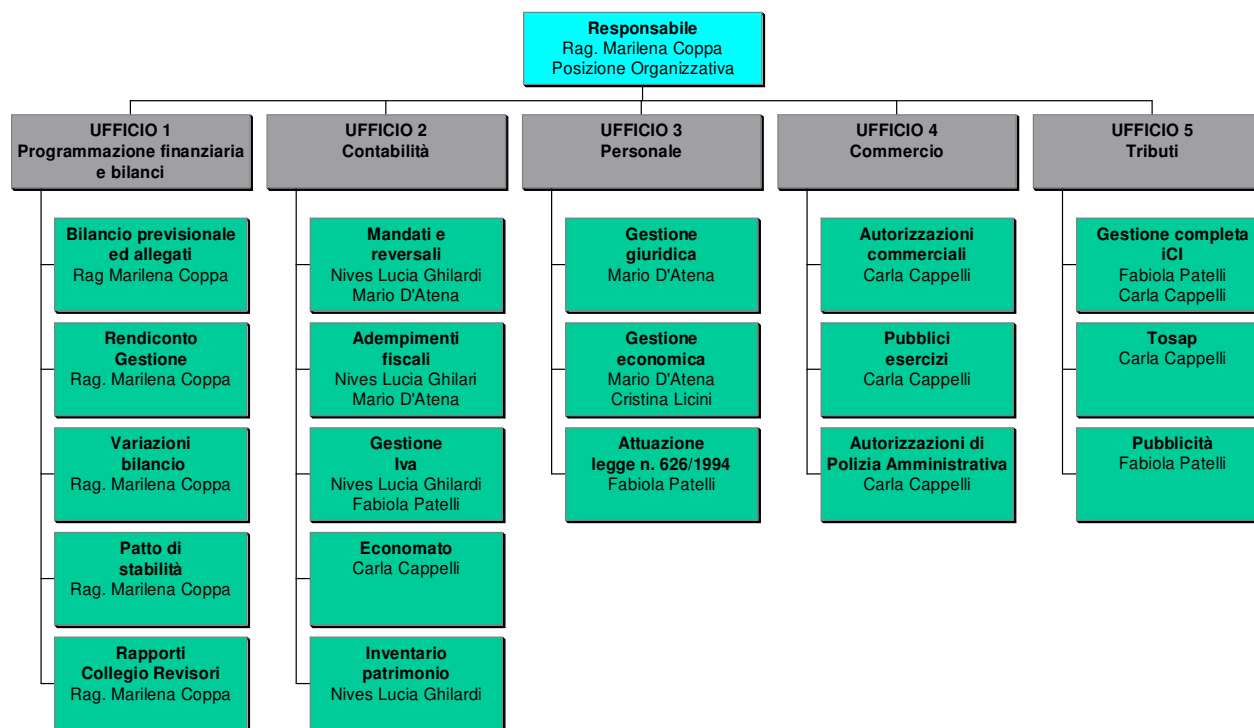 Responsabile
Rag. Marilena Coppa
Posizione Organizzativa
UFFICIO 1
Programmazione finanziaria
e bilanci
UFFICIO 2
Contabilità
UFFICIO 3
Personale
UFFICIO 4
Commercio
UFFICIO 5
Tributi
Bilancio previsionale
ed allegati
Rag Marilena Coppa
Rendiconto
Gestione
Rag. Marilena Coppa
Variazioni
bilancio
Rag. Marilena Coppa
Patto di
stabilità
Rag. Marilena Coppa
Rapporti
Collegio Revisori
Rag. Marilena Coppa
Mandati e
reversali
Nives Lucia Ghilardi
Mario D'Atena
Adempimenti
fiscali
Nives Lucia Ghilari
Mario D'Atena
Gestione
Iva
Nives Lucia Ghilardi
Fabiola Patelli
Economato
Carla Cappelli
Inventario
patrimonio
Nives Lucia Ghilardi
Gestione
giuridica
Mario D'Atena
Gestione
economica
Mario D'Atena
Cristina Licini
Attuazione
legge n. 626/1994
Fabiola Patelli
Autorizzazioni
commerciali
Carla Cappelli
Pubblici
esercizi
Carla Cappelli
Autorizzazioni di
Polizia Amministrativa
Carla Cappelli
Gestione completa
iCI
Fabiola Patelli
Carla Cappelli
Tosap
Carla Cappelli
Pubblicità
Fabiola Patelli